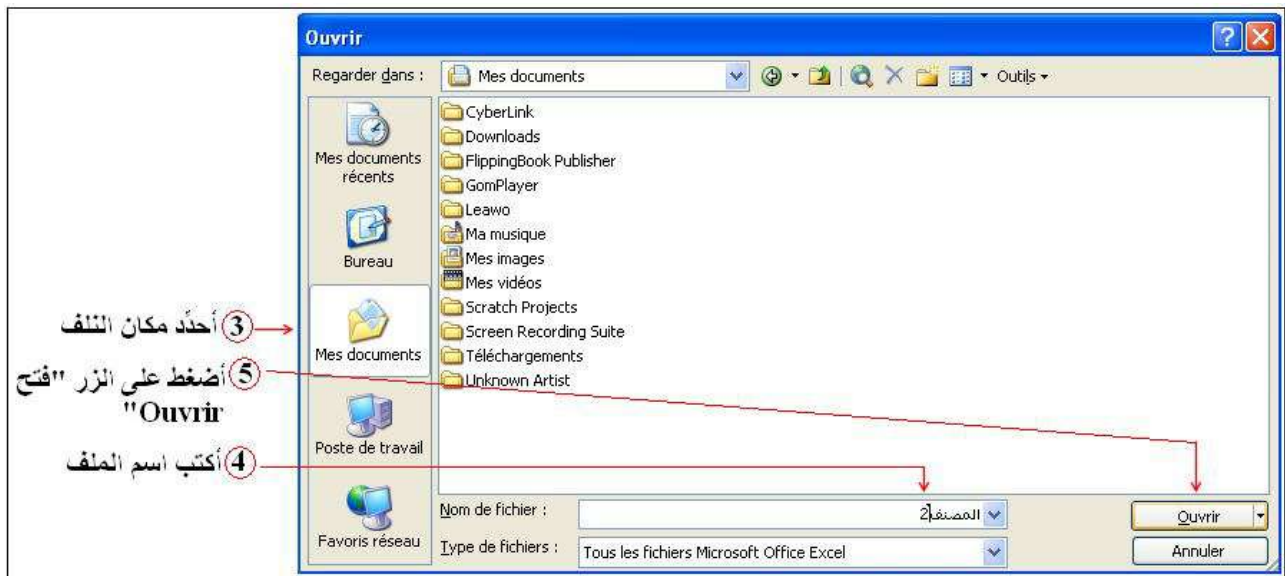 Ouvrir
Regarder dans :
Mes documents
Outils
Mes documents
récents
Bureau
Mes documents
Poste de travail
Favoris réseau
CyberLink
Downloads
FlippingBook Publisher
GomPlayer
Leawo
Ma musique
Mes images
Mes vidéos
Scratch Projects
Screen Recording Suite
Téléchargements
Unknown Artist
3 أحدّد مكان التلف
5 أضغط على الزر "فتح
Ouvrir"
4 أكتب اسم الملف
Nom de fichier :
المصنف2
Ouvrir
Type de fichiers :
Tous les fichiers Microsoft Office Excel
Annuler